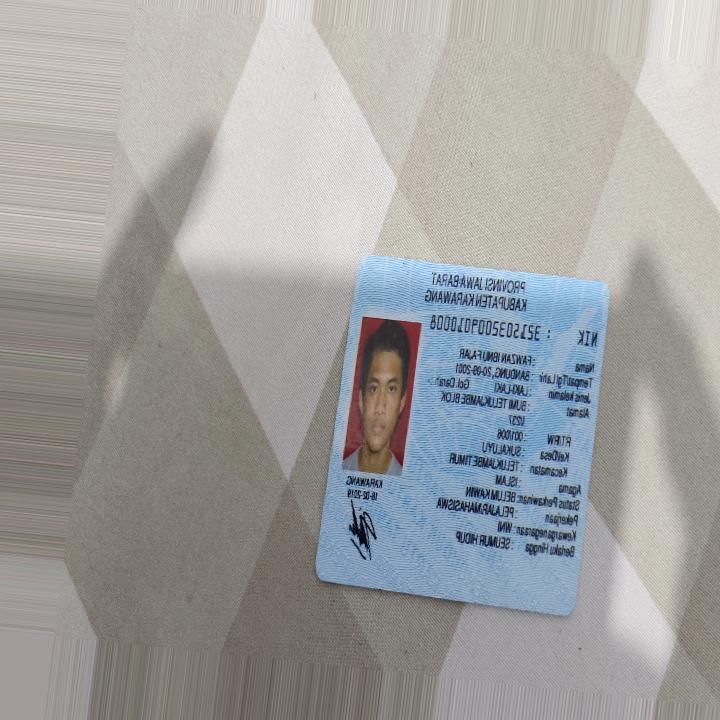 PROVINSI JAWA BARAT
KABUPATEN KARAWANG
NIK : 3215032009010008
Nama : FAWZAN IBNU FAJAR
Tempat/Tgl Lahir : BANDUNG, 20-09-2001
Jenis kelamin : LAKI-LAKI Gol. Darah : -
Alamat : BUMI TELUKJAMBE BLOK
RT/RW : 001/006
Kel/Desa : SUKALUYU
Kecamatan : TELUKJAMBE TIMUR
Agama : ISLAM
Status Perkawinan: BELUM KAWIN
Pekerjaan : PELAJAR/MAHASISWA
Kewarganegaraan: WNI
Berlaku Hingga : SEUMUR HIDUP
KARAWANG
18-02-2019